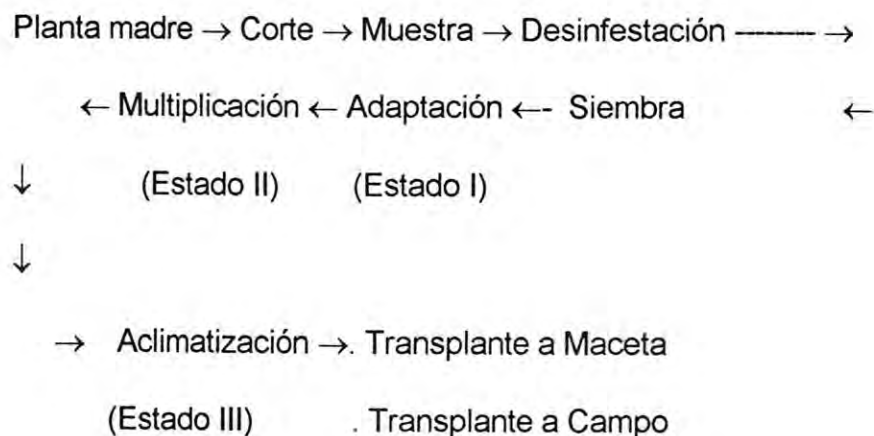 Planta madre → Corte → Muestra → Desinfestación -------- →
← Multiplicación ← Adaptación ←- Siembra ←
↓ (Estado II) (Estado I)
↓
→ Aclimatización →. Transplante a Maceta
(Estado III) . Transplante a Campo